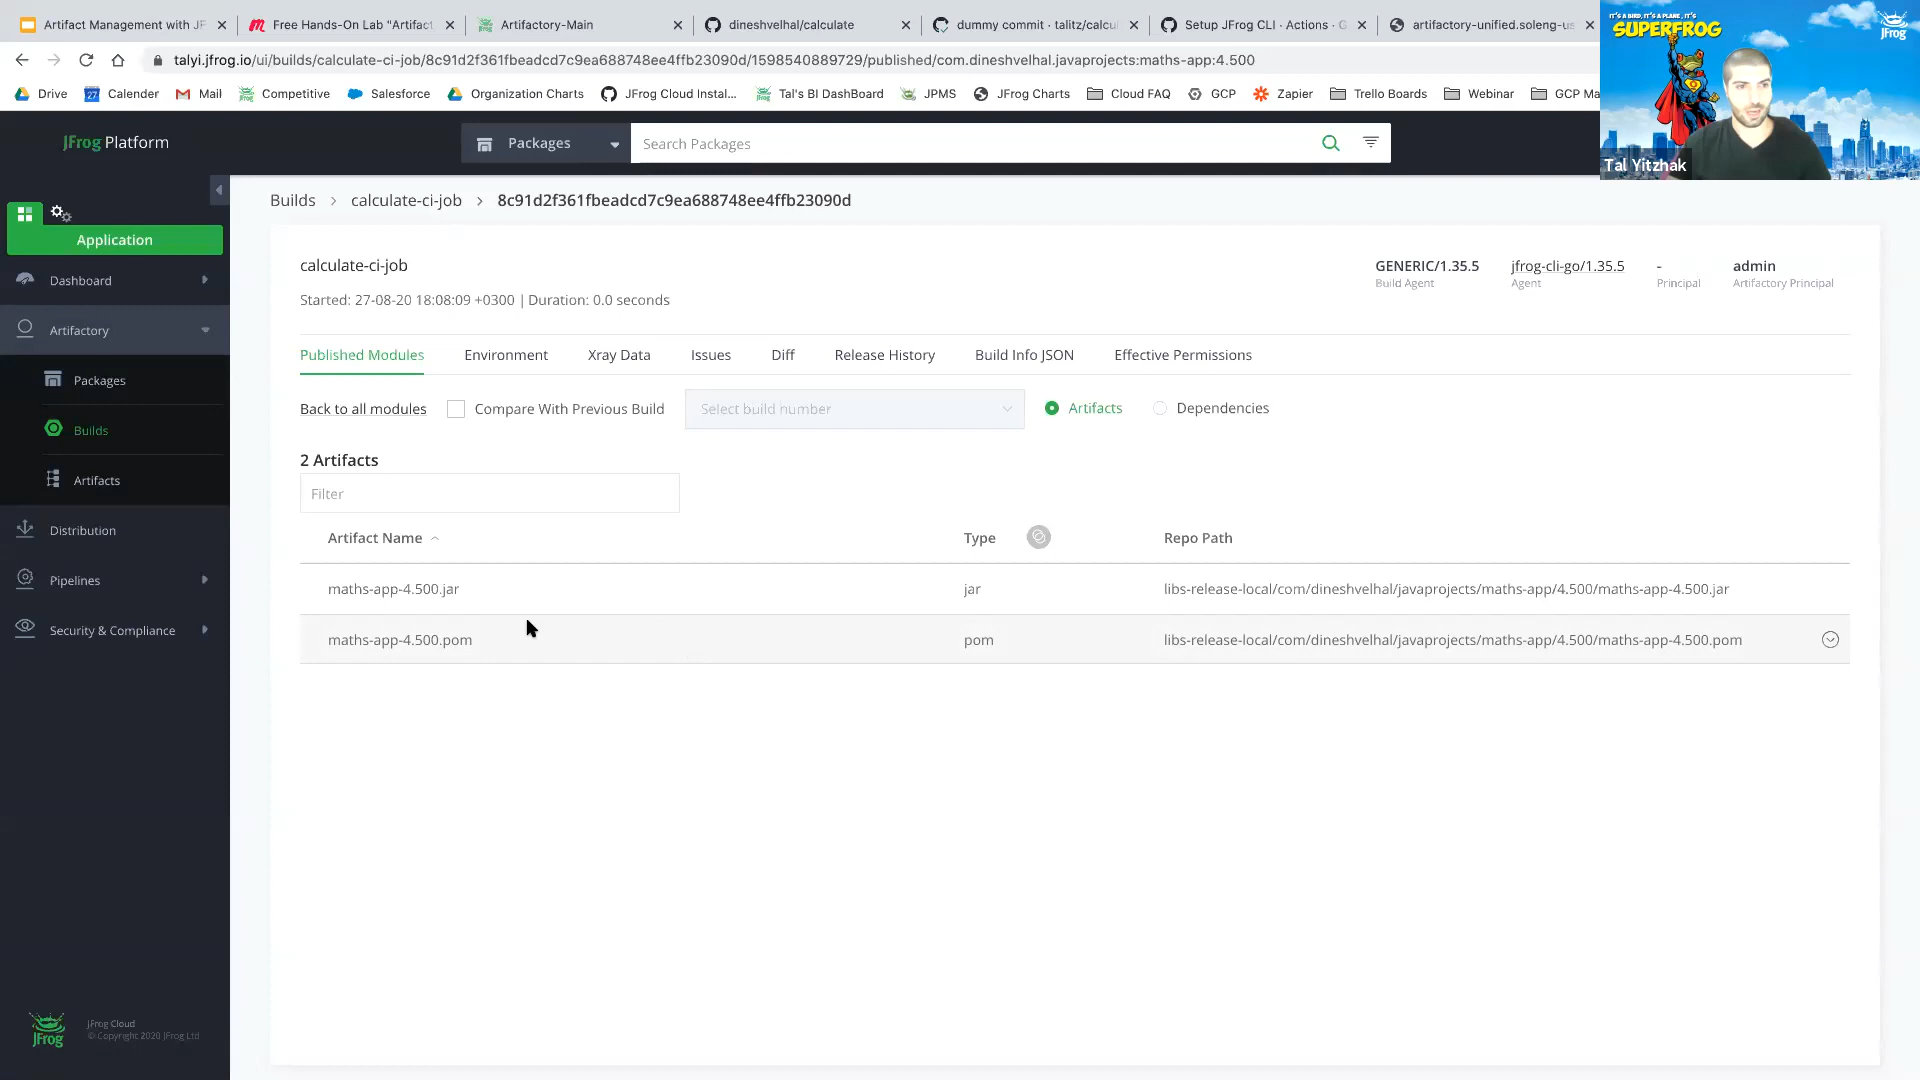 Artifact Management with JF
Free Hands-On Lab "Artifact
Artifactory-Main
dineshvelhal/calculate
dummy commit · talitz/calcul
Setup JFrog CLI · Actions · G
artifactory-unified.soleng-us
talyi.jfrog.io/ui/builds/calculate-ci-job/8c91d2f361fbeadcd7c9ea688748ee4ffb23090d/1598540889729/published/com.dineshvelhal.javaprojects:maths-app:4.500
Drive
27 Calender
Mail
Competitive
Salesforce
Organization Charts
JFrog Cloud Instal...
Tal's BI DashBoard
JPMS
JFrog Charts
Cloud FAQ
GCP
Zapier
Trello Boards
Webinar
GCP Ma
IT'S A BIRD, IT'S A PLANE, IT'S
SUPERFROG
JFrog
Tal Yitzhak
JFrog Platform
Packages
Search Packages
Application
Dashboard
Artifactory
Packages
Builds
Artifacts
Distribution
Pipelines
Security & Compliance
JFrog
JFrog Cloud
© Copyright 2020 JFrog Ltd
Builds > calculate-ci-job > 8c91d2f361fbeadcd7c9ea688748ee4ffb23090d
calculate-ci-job
Started: 27-08-20 18:08:09 +0300 | Duration: 0.0 seconds
GENERIC/1.35.5
Build Agent
jfrog-cli-go/1.35.5
Agent
-
Principal
admin
Artifactory Principal
Published Modules
Environment
Xray Data
Issues
Diff
Release History
Build Info JSON
Effective Permissions
Back to all modules
Compare With Previous Build
Select build number
Artifacts
Dependencies
2 Artifacts
Filter
Artifact Name
Type
Repo Path
maths-app-4.500.jar
jar
libs-release-local/com/dineshvelhal/javaprojects/maths-app/4.500/maths-app-4.500.jar
maths-app-4.500.pom
pom
libs-release-local/com/dineshvelhal/javaprojects/maths-app/4.500/maths-app-4.500.pom